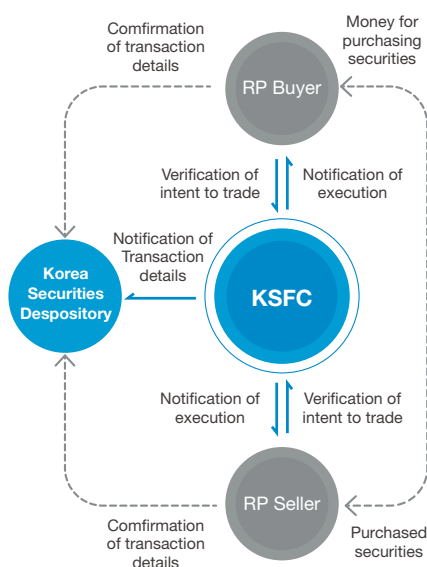 Comfirmation
of transaction
details
Money for
purchasing
securities
RP Buyer
Verification of
intent to trade
Notification of
execution
Notification of
Transaction
details
Korea
Securities
Despository
KSFC
Notification of
execution
Verification of
intent to trade
RP Seller
Comfirmation
of transaction
details
Purchased
securities